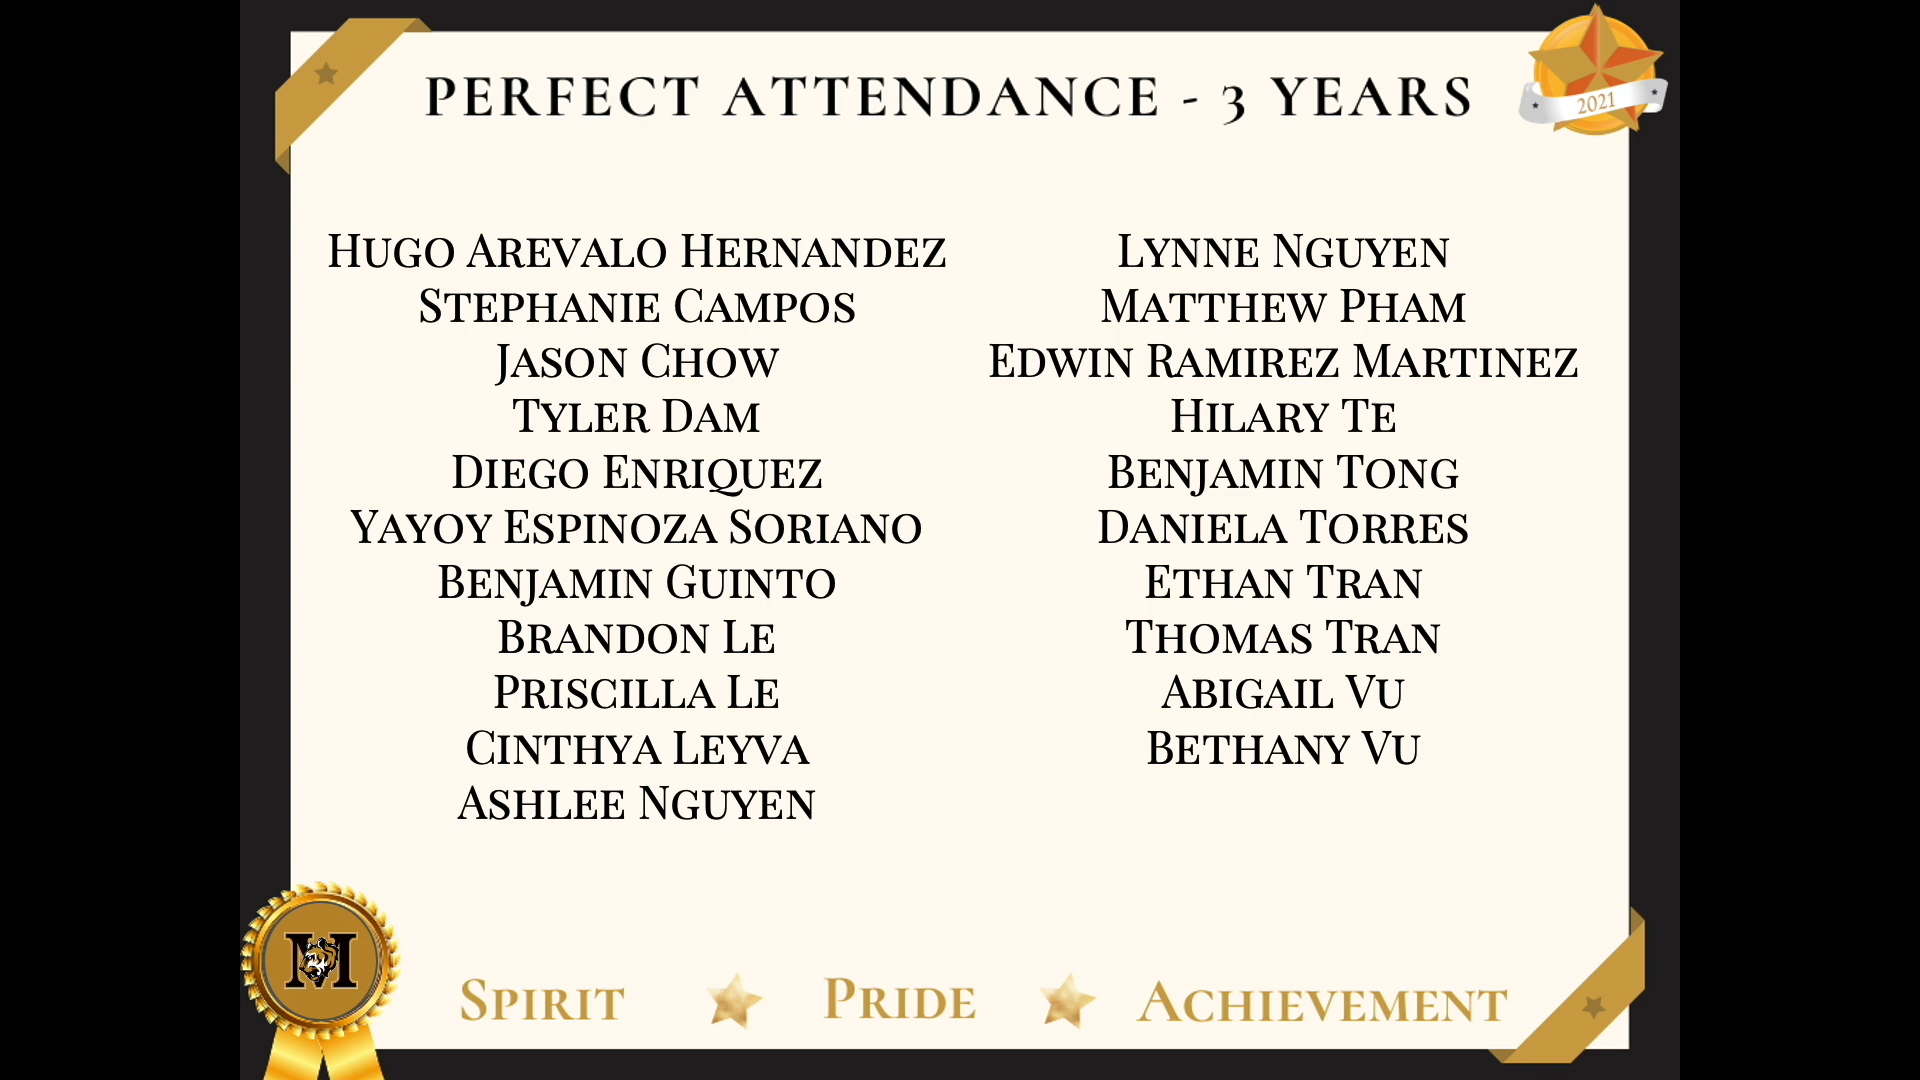 PERFECT ATTENDANCE - 3 YEARS
2021
Hugo Arevalo Hernandez
Stephanie Campos
Jason Chow
Tyler Dam
Diego Enriquez
Yayoy Espinoza Soriano
Benjamin Guinto
Brandon Le
Priscilla Le
Cinthya Leyva
Ashlee Nguyen
Lynne Nguyen
Matthew Pham
Edwin Ramirez Martinez
Hilary Te
Benjamin Tong
Daniela Torres
Ethan Tran
Thomas Tran
Abigail Vu
Bethany Vu
M
Spirit Pride Achievement